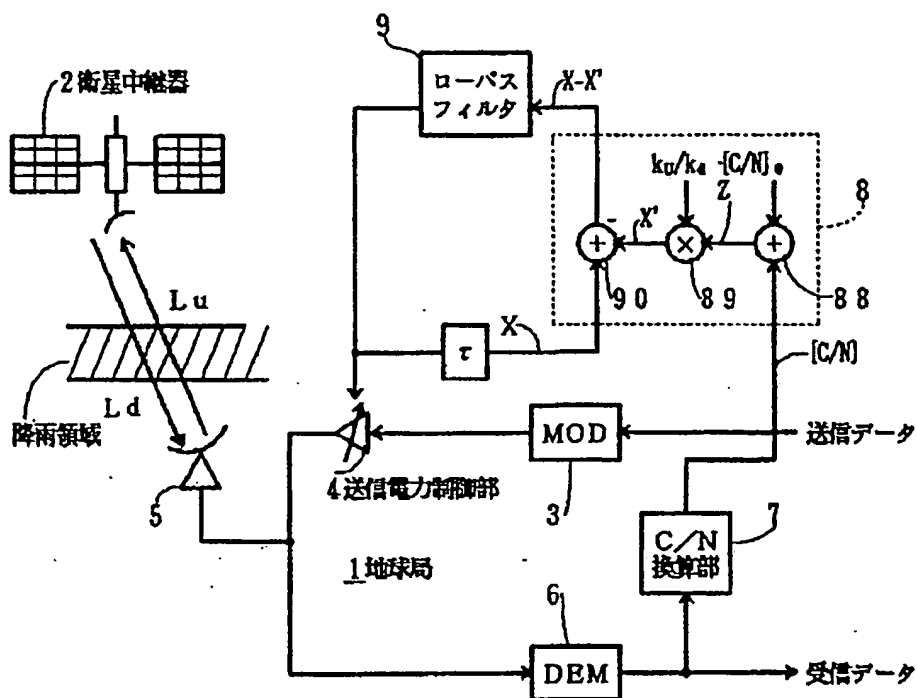 9
ローパス
フィルタ
X-X'
2衛星中継器
ku/kd
-[C/N]₀
8
Z
X'
+
-
×
+
90
89
88
Lu
X
τ
[C/N]
Ld
降雨領域
MOD
送信データ
4送信電力制御部
5
3
7
C/N
換算部
1地球局
6
DEM
受信データ